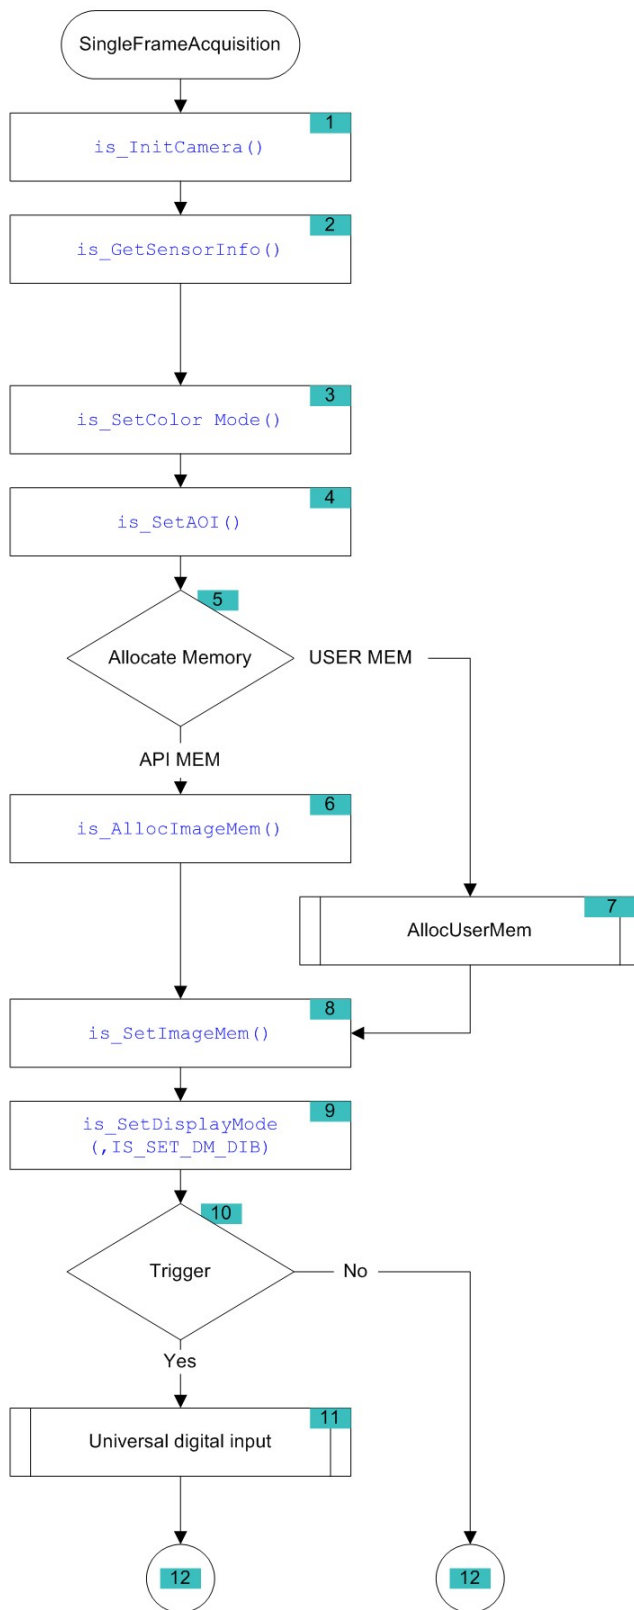 SingleFrameAcquisition
1
is_InitCamera()
2
is_GetSensorInfo()
3
is_SetColor Mode()
4
is_SetAOI()
5
Allocate Memory
USER MEM
API MEM
6
is_AllocImageMem()
7
AllocUserMem
8
is_SetImageMem()
9
is_SetDisplayMode
(,IS_SET_DM_DIB)
10
Trigger
No
Yes
11
Universal digital input
12
12